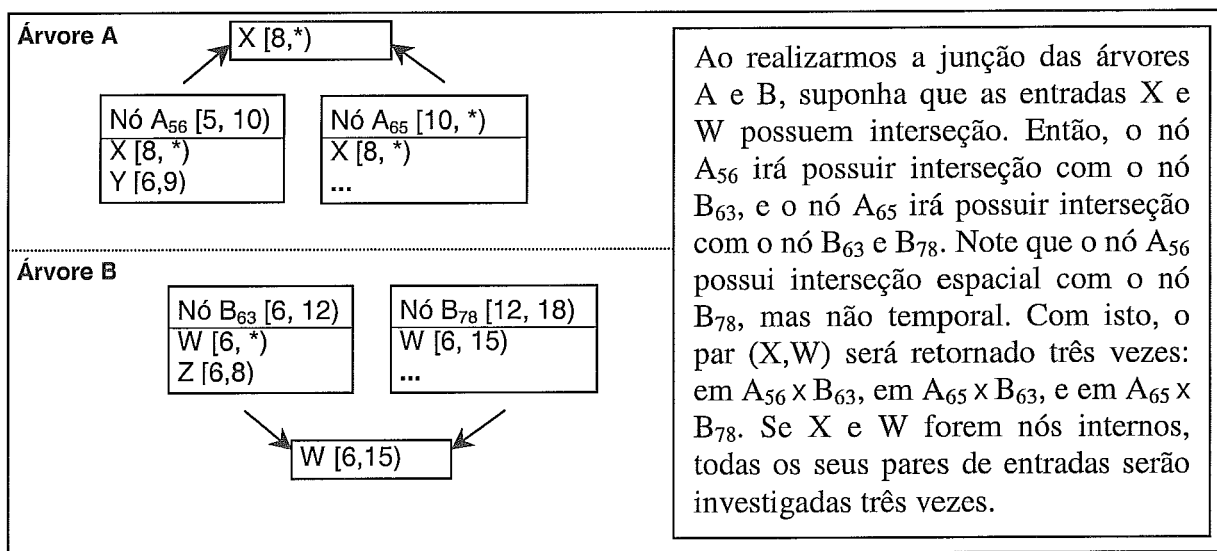 Árvore A
X [8,*)
Nó A₅₆ [5, 10)
X [8, *)
Y [6,9)
Nó A₆₅ [10, *)
X [8, *)
...
Árvore B
Nó B₆₃ [6, 12)
W [6, *)
Z [6,8)
Nó B₇₈ [12, 18)
W [6, 15)
...
W [6,15)
Ao realizarmos a junção das árvores
A e B, suponha que as entradas X e
W possuem interseção. Então, o nó
A₅₆ irá possuir interseção com o nó
B₆₃, e o nó A₆₅ irá possuir interseção
com o nó B₆₃ e B₇₈. Note que o nó A₅₆
possui interseção espacial com o nó
B₇₈, mas não temporal. Com isto, o
par (X,W) será retornado três vezes:
em A₅₆ x B₆₃, em A₆₅ x B₆₃, e em A₆₅ x
B₇₈. Se X e W forem nós internos,
todas os seus pares de entradas serão
investigadas três vezes.